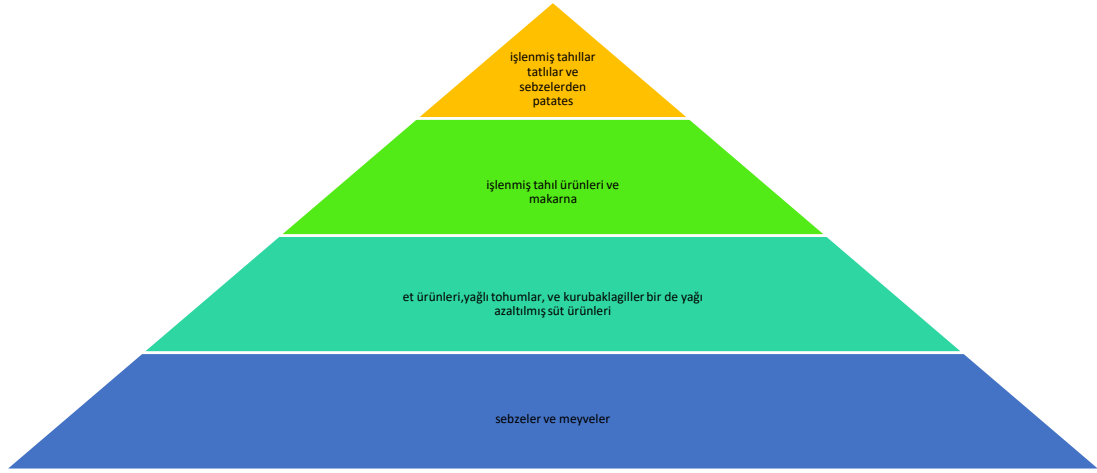 işlenmiş tahıllar
tatlılar ve
sebzelerden
patates
işlenmiş tahıl ürünleri ve
makarna
et ürünleri,yağlı tohumlar, ve kurubaklagiller bir de yağı
azaltılmış süt ürünleri
sebzeler ve meyveler